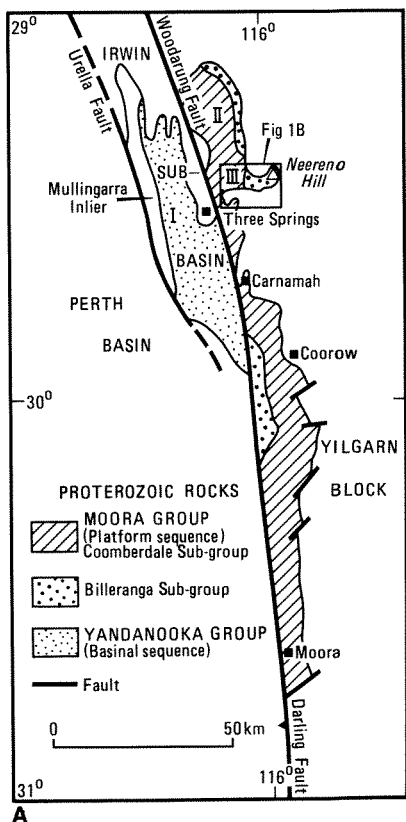 29°
116°
IRWIN
Urella Fault
Woodarung Fault
II
Fig 1B
SUB
III
Neereno
Hill
Mullingarra
Inlier
I
Three Springs
BASIN
Carnamah
PERTH
BASIN
Coorow
30°
YILGARN
BLOCK
PROTEROZOIC ROCKS
MOORA GROUP
(Platform sequence)
Coomberdale Sub-group
Billeranga Sub-group
YANDANOOKA GROUP
(Basinal sequence)
Moora
Fault
0 50 km
Darling Fault
31°
116°
A